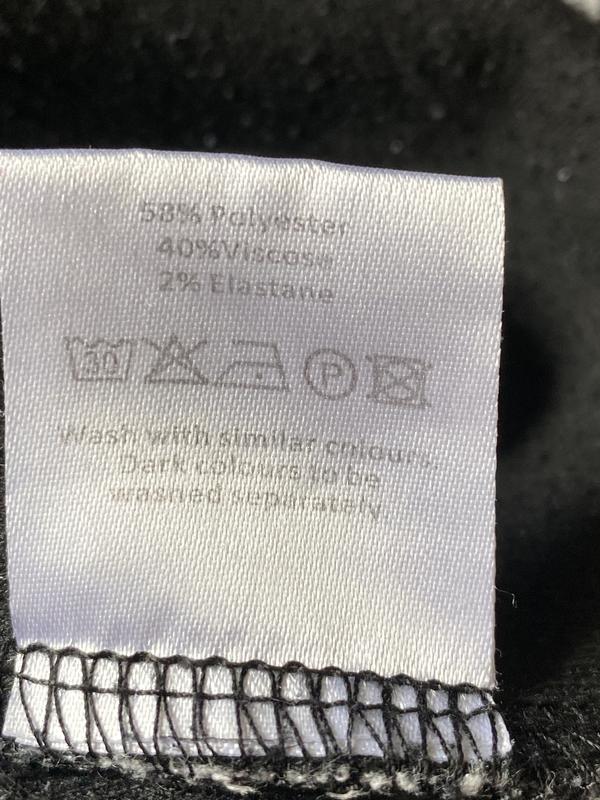 58% Polyester
40%Viscose
2% Elastane
30 P
Wash with similar colours.
Dark colours to be
washed separately